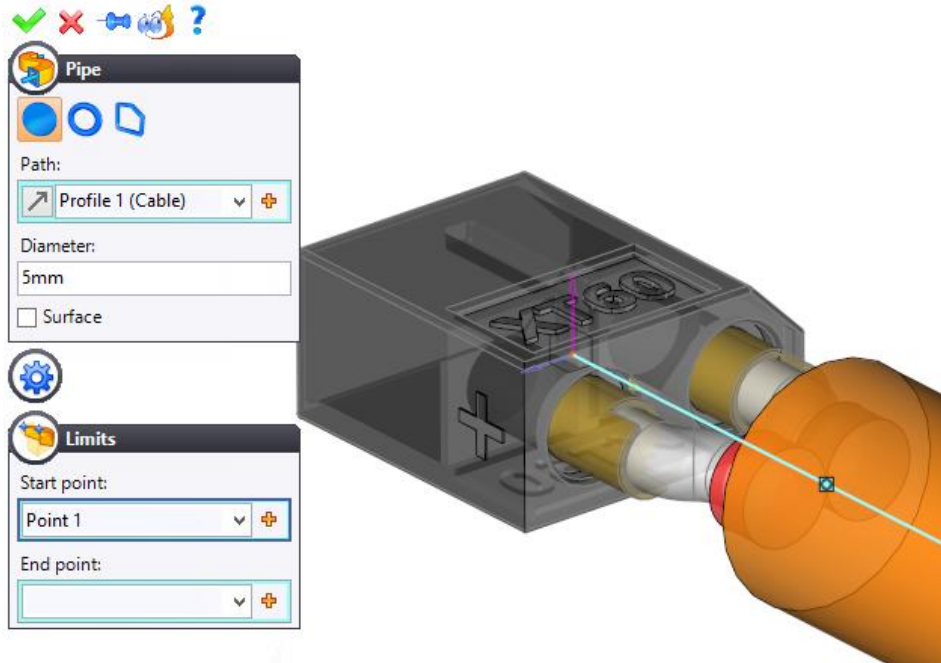 ?
Pipe
Path:
Profile 1 (Cable)
Diameter:
5mm
Surface
Limits
Start point:
Point 1
End point:
XT60
+